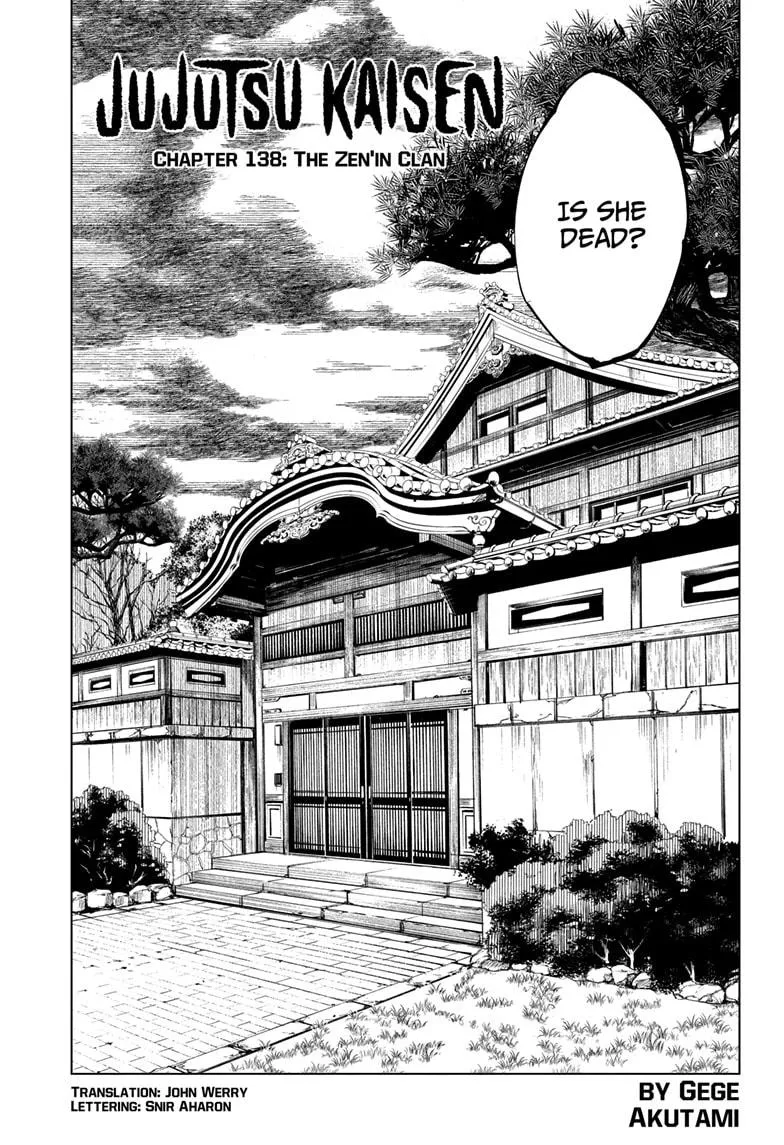 JUJUTSU KAISEN
CHAPTER 138: THE ZEN'IN CLAN
IS SHE
DEAD?
TRANSLATION: JOHN WERRY
LETTERING: SNIR AHARON
BY GEGE
AKUTAMI